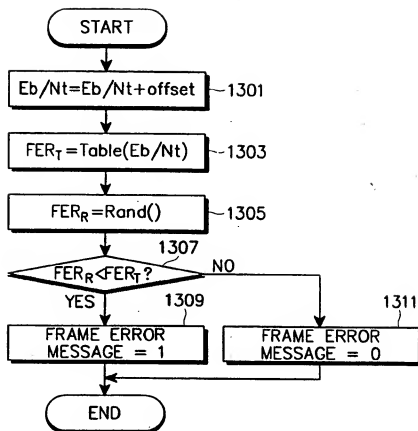 START
Eb/Nt=Eb/Nt+offset
1301
FER_T=Table(Eb/Nt)
1303
FER_R=Rand()
1305
1307
FER_R<FER_T?
NO
YES
1309
FRAME ERROR
MESSAGE = 1
1311
FRAME ERROR
MESSAGE = 0
END